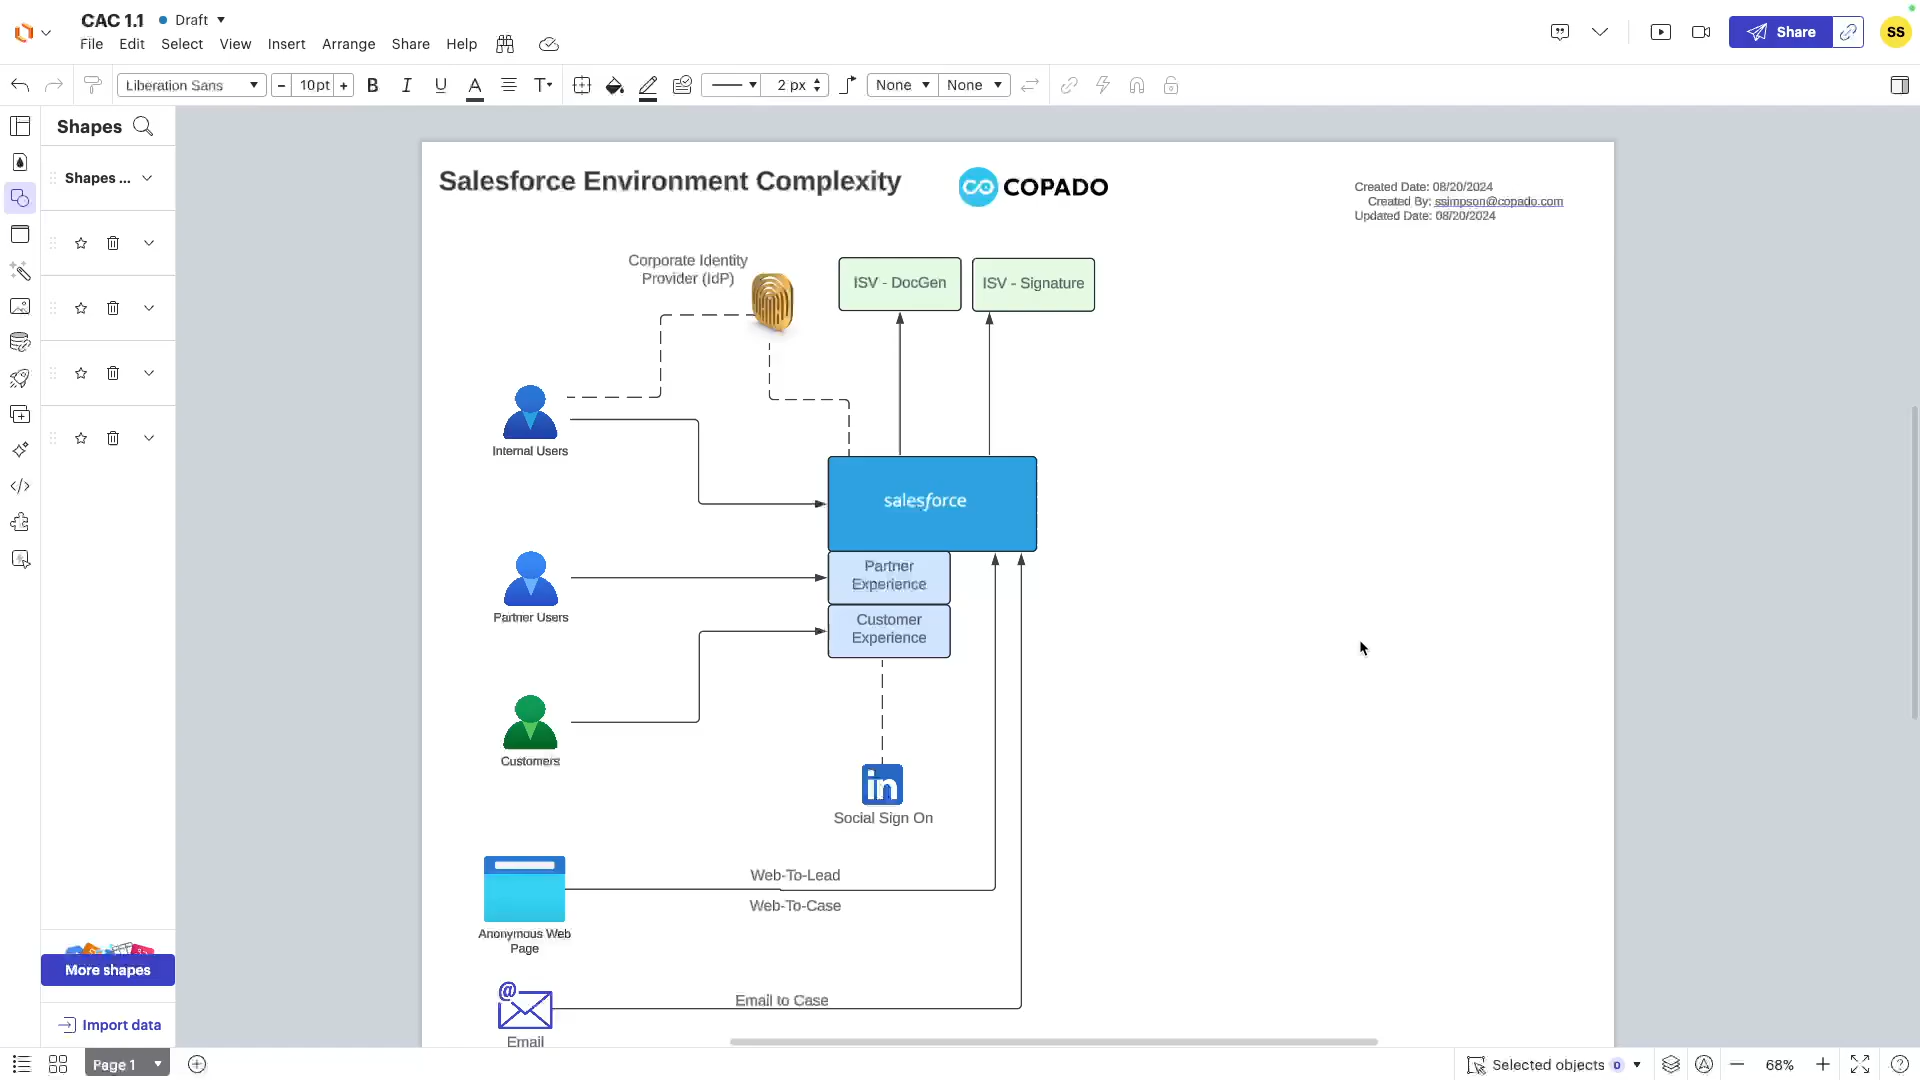 CAC 1.1
Draft
File Edit Select View Insert Arrange Share Help
Share
SS
Liberation Sans
- 10pt +
B I U A T
2 px
None None
Shapes
Shapes ...
Salesforce Environment Complexity
COPADO
Created Date: 08/20/2024
Created By: ssimpson@copado.com
Updated Date: 08/20/2024
Corporate Identity
Provider (IdP)
ISV - DocGen
ISV - Signature
Internal Users
salesforce
Partner
Experience
Partner Users
Customer
Experience
Customers
in
Social Sign On
Web-To-Lead
Web-To-Case
Anonymous Web
Page
@
Email to Case
Email
More shapes
Import data
Page 1
Selected objects 0
68%